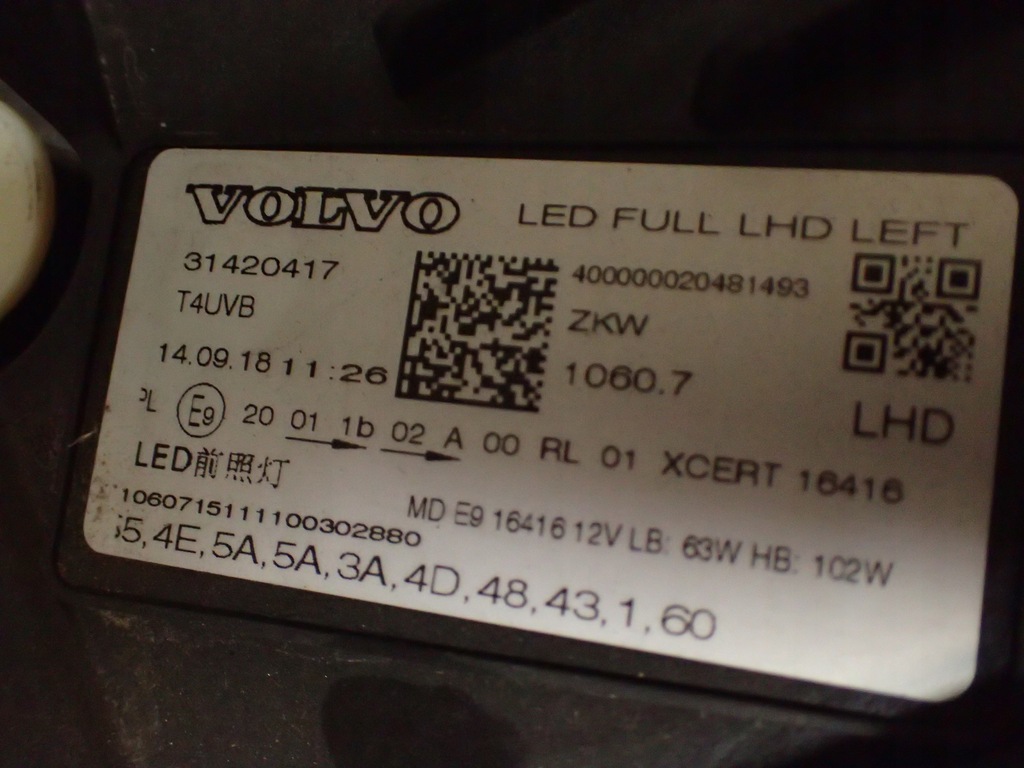 VOLVO LED FULL LHD LEFT
31420417 400000020481493
T4UVB ZKW
14.09.18 11:26 1060.7
LHD
PL E9 20 01 1b 02 A 00 RL 01 XCERT 16416
LED前照灯
MD E9 16416 12V LB: 63W HB: 102W
1060715111100302880
55,4E,5A,5A,3A,4D,48,43,1,60